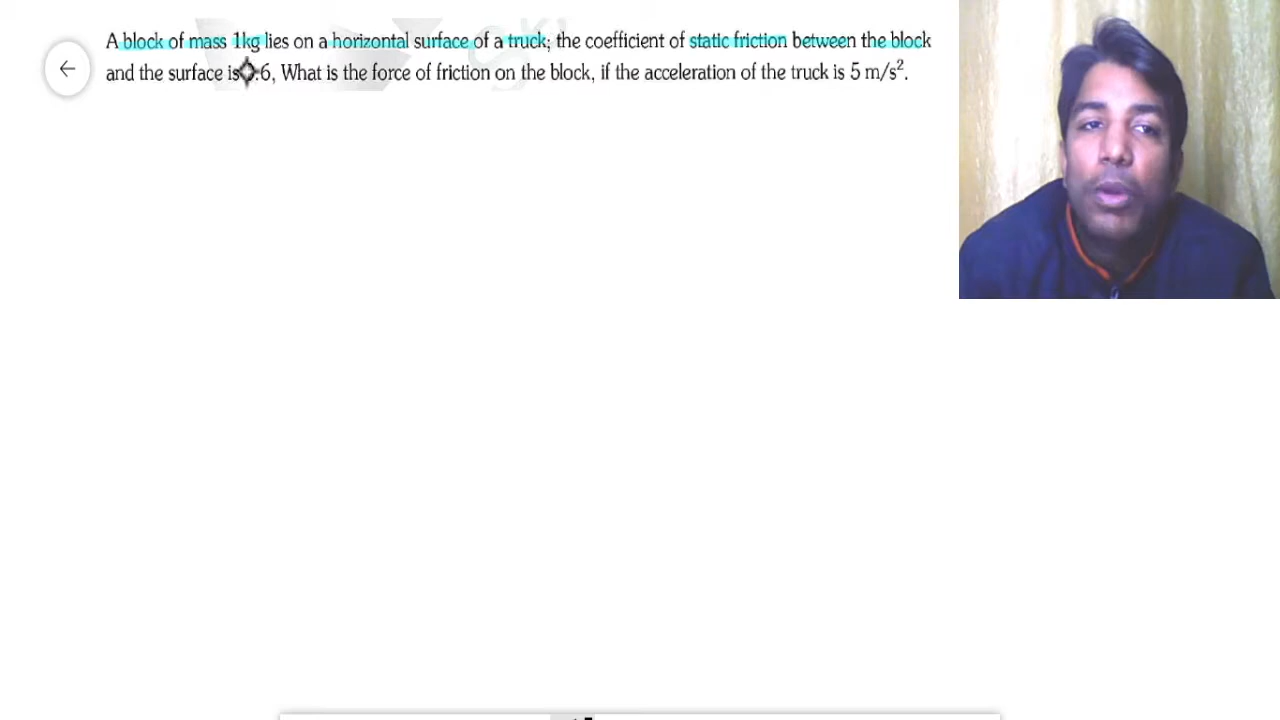 A block of mass 1kg lies on a horizontal surface of a truck; the coefficient of static friction between the block
and the surface is .6, What is the force of friction on the block, if the acceleration of the truck is 5 m/s².